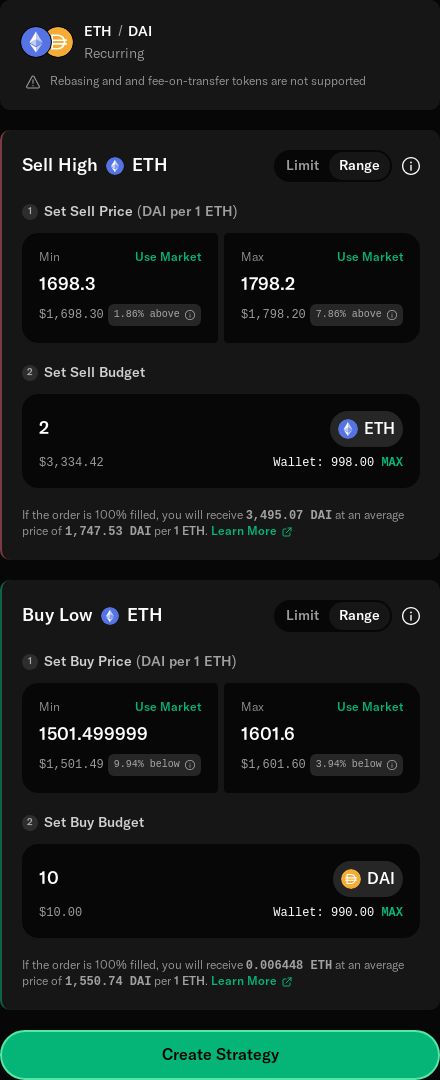 ETH / DAI
Recurring
Rebasing and and fee-on-transfer tokens are not supported
Sell High ETH Limit Range
1 Set Sell Price (DAI per 1 ETH)
Min Use Market Max Use Market
1698.3 1798.2
$1,698.30 1.86% above $1,798.20 7.86% above
2 Set Sell Budget
2 ETH
$3,334.42 Wallet: 998.00 MAX
If the order is 100% filled, you will receive 3,495.07 DAI at an average
price of 1,747.53 DAI per 1 ETH. Learn More
Buy Low ETH Limit Range
1 Set Buy Price (DAI per 1 ETH)
Min Use Market Max Use Market
1501.499999 1601.6
$1,501.49 9.94% below $1,601.60 3.94% below
2 Set Buy Budget
10 DAI
$10.00 Wallet: 990.00 MAX
If the order is 100% filled, you will receive 0.006448 ETH at an average
price of 1,550.74 DAI per 1 ETH. Learn More
Create Strategy